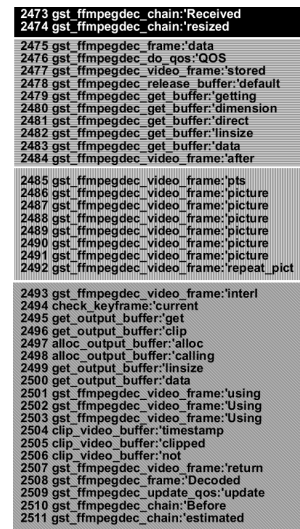 2473 gst_ffmpegdec_chain:'Received
2474 gst_ffmpegdec_chain:'resized
2475 gst_ffmpegdec_frame:'data
2476 gst_ffmpegdec_do_qos:'QOS
2477 gst_ffmpegdec_video_frame:'stored
2478 gst_ffmpegdec_release_buffer:'default
2479 gst_ffmpegdec_get_buffer:'getting
2480 gst_ffmpegdec_get_buffer:'dimension
2481 gst_ffmpegdec_get_buffer:'direct
2482 gst_ffmpegdec_get_buffer:'linsize
2483 gst_ffmpegdec_get_buffer:'data
2484 gst_ffmpegdec_video_frame:'after
2485 gst_ffmpegdec_video_frame:'pts
2486 gst_ffmpegdec_video_frame:'picture
2487 gst_ffmpegdec_video_frame:'picture
2488 gst_ffmpegdec_video_frame:'picture
2489 gst_ffmpegdec_video_frame:'picture
2490 gst_ffmpegdec_video_frame:'picture
2491 gst_ffmpegdec_video_frame:'picture
2492 gst_ffmpegdec_video_frame:'repeat_pict
2493 gst_ffmpegdec_video_frame:'interl
2494 check_keyframe:'current
2495 get_output_buffer:'get
2496 get_output_buffer:'clip
2497 alloc_output_buffer:'alloc
2498 alloc_output_buffer:'calling
2499 get_output_buffer:'linsize
2500 get_output_buffer:'data
2501 gst_ffmpegdec_video_frame:'using
2502 gst_ffmpegdec_video_frame:'Using
2503 gst_ffmpegdec_video_frame:'Using
2504 clip_video_buffer:'timestamp
2505 clip_video_buffer:'clipped
2506 clip_video_buffer:'not
2507 gst_ffmpegdec_video_frame:'return
2508 gst_ffmpegdec_frame:'Decoded
2509 gst_ffmpegdec_update_qos:'update
2510 gst_ffmpegdec_chain:'Before
2511 gst_ffmpegdec_chain:'estimated